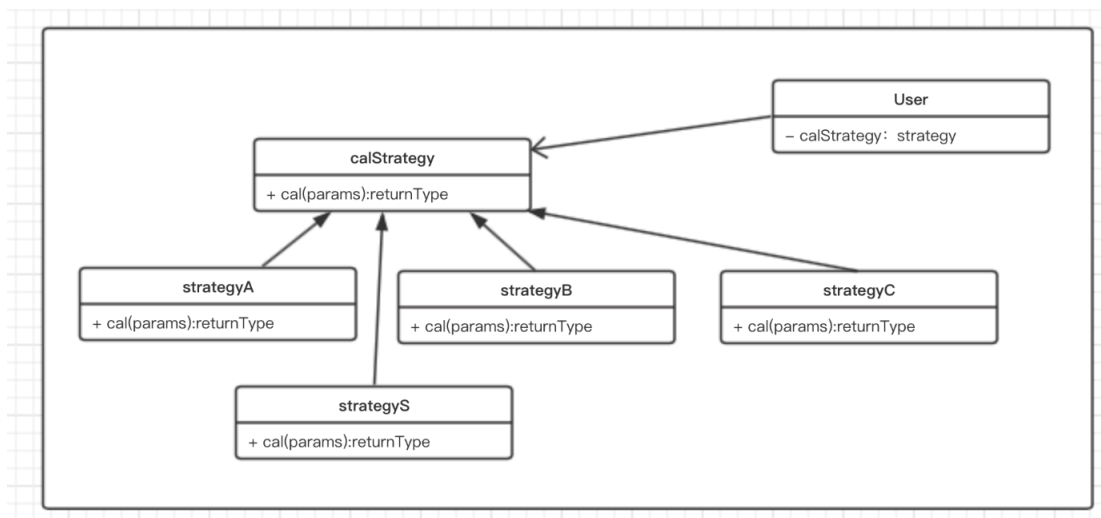 User
- calStrategy：strategy
calStrategy
+ cal(params):returnType
strategyA
+ cal(params):returnType
strategyB
+ cal(params):returnType
strategyC
+ cal(params):returnType
strategyS
+ cal(params):returnType